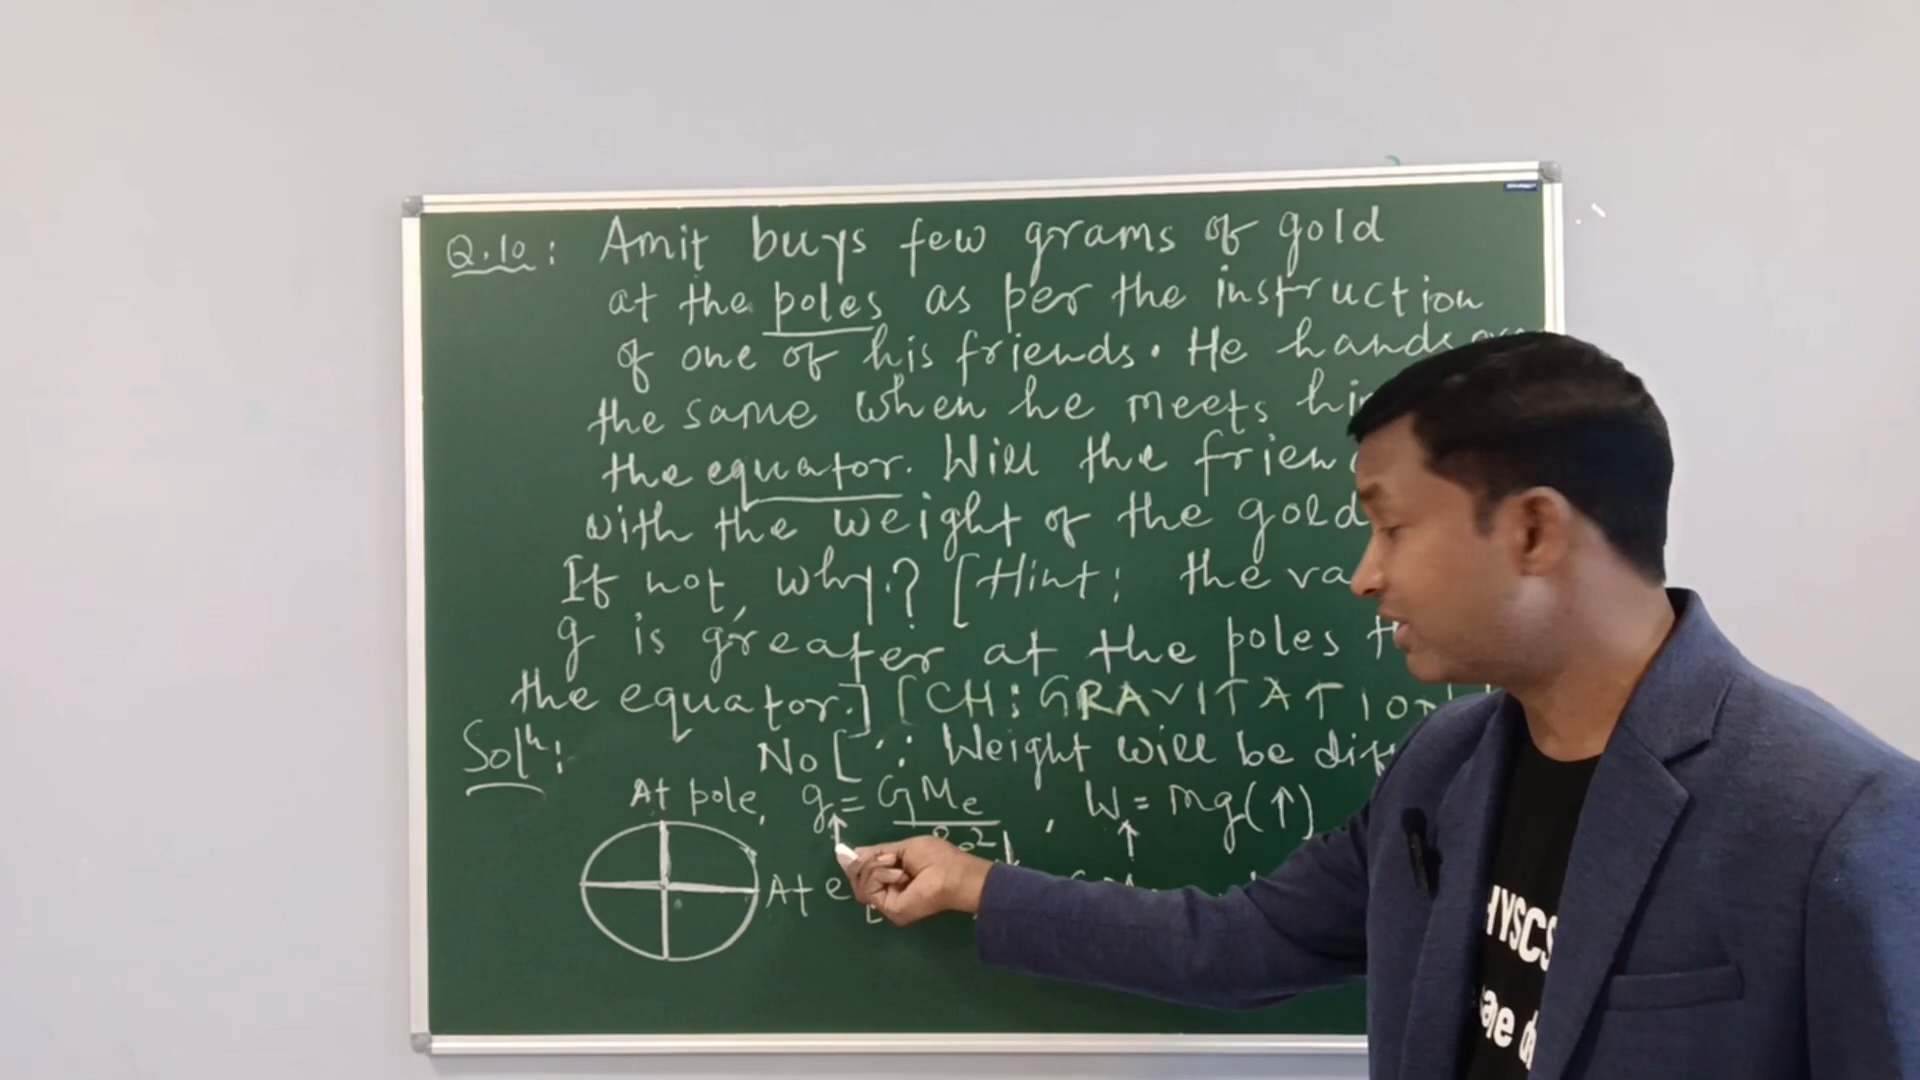 Q.10: Amit buys few grams of gold
at the poles as per the instruction
of one of his friends. He hands
the same when he meets
the equator. Will the
with the weight of the gold
If not, why? [Hint: the
g is greater at the poles
the equator.] [CH: GRAVITATION
Solⁿ: No [∵ Weight will be
At pole, g = GMe , W = mg(↑)
At
HYSCS